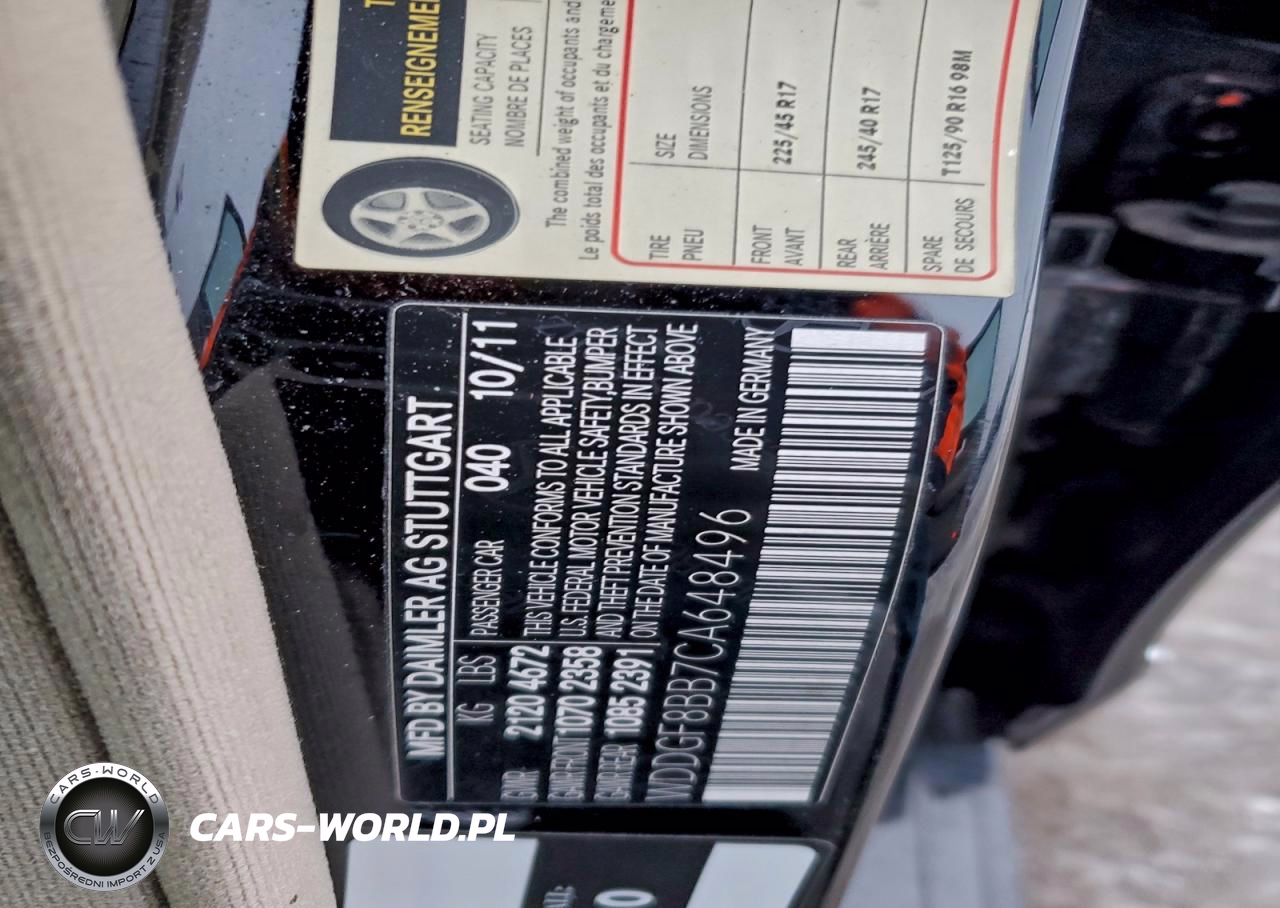 T
RENSEIGNEMEN
SEATING CAPACITY
NOMBRE DE PLACES
The combined weight of occupants and
Le poids total des occupants et du chargeme
TIRE SIZE
PNEU DIMENSIONS
FRONT 225/45 R17
AVANT
REAR 245/40 R17
ARRIÈRE
SPARE T125/90 R16 98M
DE SECOURS
MFD BY DAIMLER AG STUTTGART
KG LBS PASSENGER CAR 040 10/11
GVWR 2120 4672 THIS VEHICLE CONFORMS TO ALL APPLICABLE
GAWR FRONT 1070 2358 U.S. FEDERAL MOTOR VEHICLE SAFETY, BUMPER
GAWR REAR 1085 2391 AND THEFT PREVENTION STANDARDS IN EFFECT
ON THE DATE OF MANUFACTURE SHOWN ABOVE
WDDGF8BB7CA648496 MADE IN GERMANY
CARS-WORLD
CW
BEZPOŚREDNI IMPORT Z USA
CARS-WORLD.PL